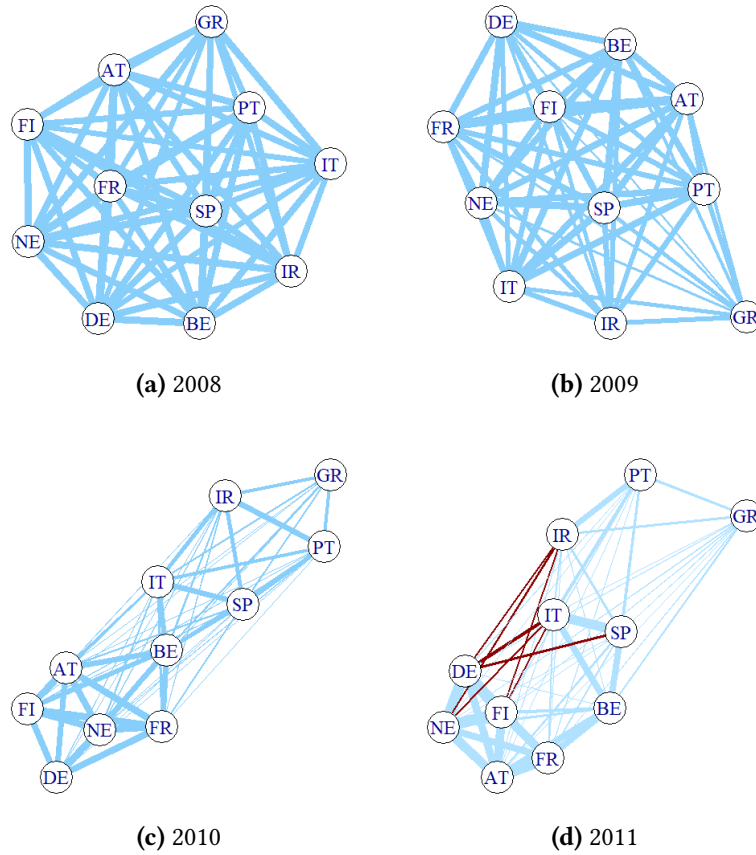 GR
AT
PT
FI
IT
FR
SP
NE
IR
DE
BE
(a) 2008
DE
BE
FI
AT
FR
PT
NE
SP
IT
IR
GR
(b) 2009
GR
IR
PT
IT
SP
BE
AT
FI
NE
FR
DE
(c) 2010
PT
GR
IR
IT
SP
DE
FI
BE
NE
FR
AT
(d) 2011